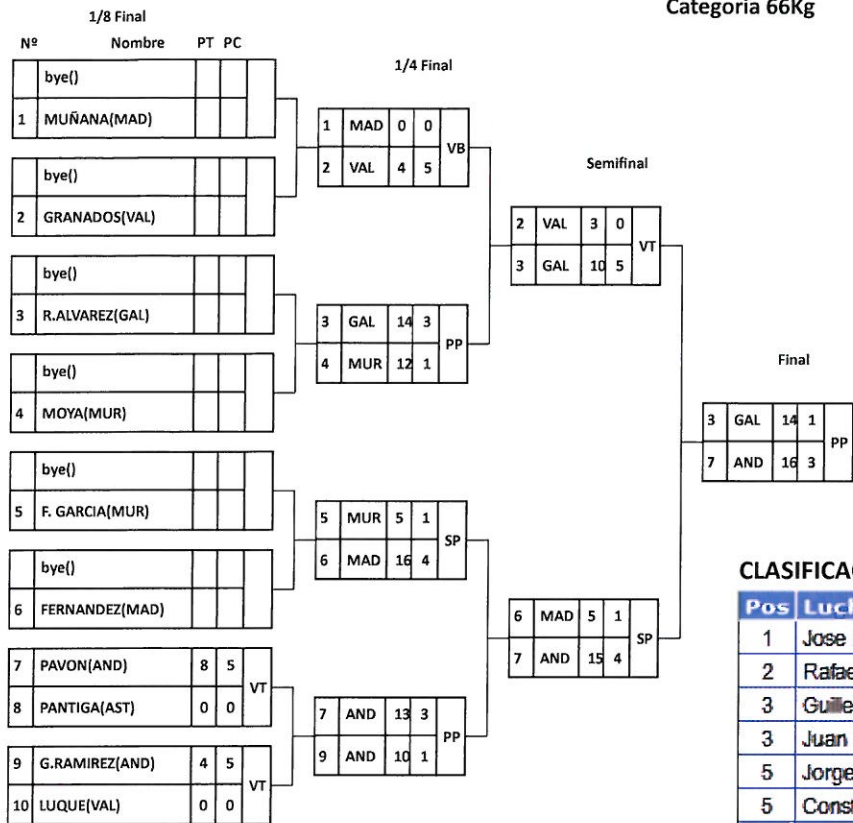 Categoria 66Kg
1/8 Final
Nº Nombre PT PC
bye()
1 MUÑANA(MAD)
bye()
2 GRANADOS(VAL)
bye()
3 R.ALVAREZ(GAL)
bye()
4 MOYA(MUR)
bye()
5 F. GARCIA(MUR)
bye()
6 FERNANDEZ(MAD)
7 PAVON(AND) 8 5
VT
8 PANTIGA(AST) 0 0
9 G.RAMIREZ(AND) 4 5
VT
10 LUQUE(VAL) 0 0
1/4 Final
1 MAD 0 0
VB
2 VAL 4 5
3 GAL 14 3
PP
4 MUR 12 1
5 MUR 5 1
SP
6 MAD 16 4
7 AND 13 3
PP
9 AND 10 1
Semifinal
2 VAL 3 0
VT
3 GAL 10 5
6 MAD 5 1
SP
7 AND 15 4
Final
3 GAL 14 1
PP
7 AND 16 3
Pos
1 Jose
2
3
3 Juan
5 Jorge
5